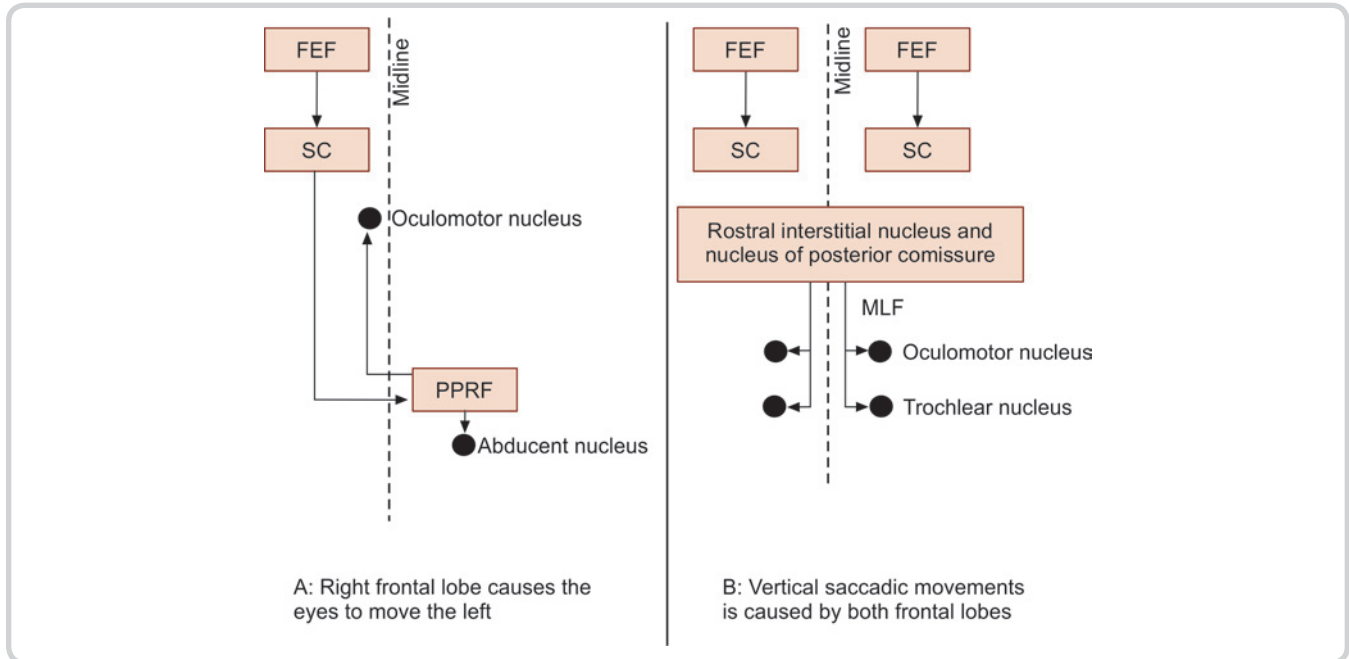 FEF
Midline
SC
Oculomotor nucleus
PPRF
Abducent nucleus
A: Right frontal lobe causes the
eyes to move the left
FEF
Midline
FEF
SC
SC
Rostral interstitial nucleus and
nucleus of posterior comissure
MLF
Oculomotor nucleus
Trochlear nucleus
B: Vertical saccadic movements
is caused by both frontal lobes